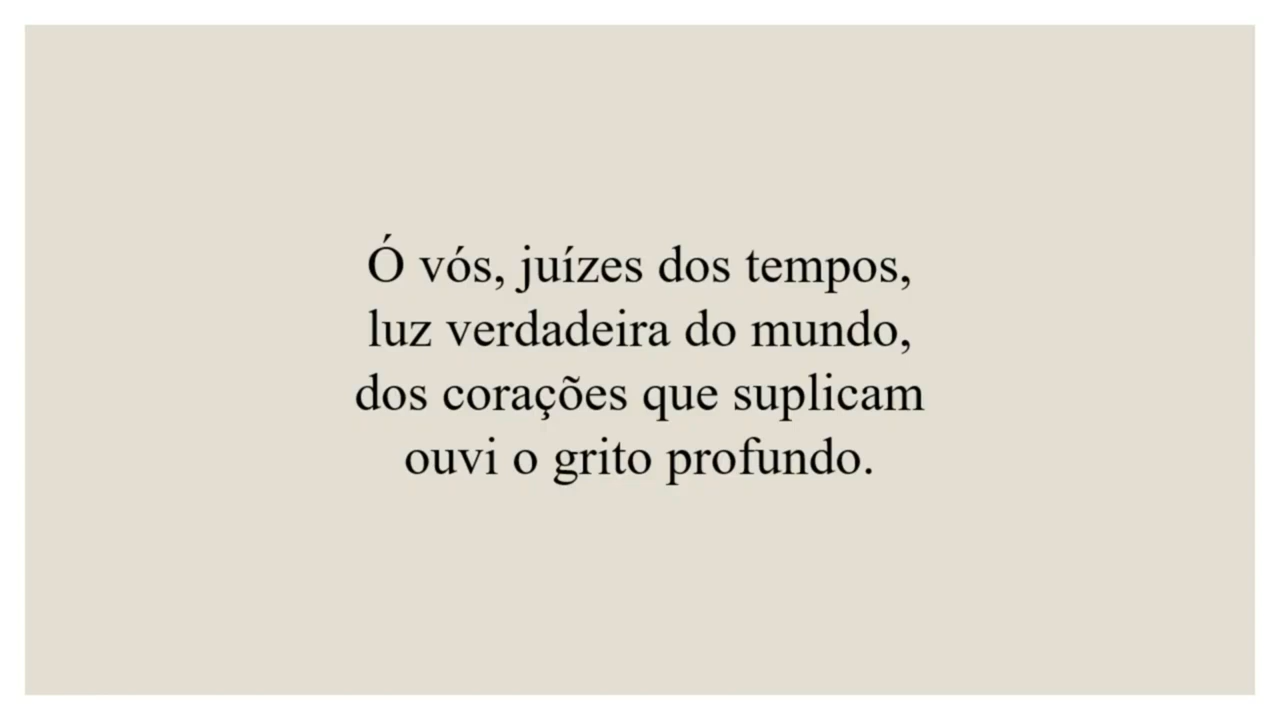 Ó vós, juízes dos tempos,
luz verdadeira do mundo,
dos corações que suplicam
ouvi o grito profundo.